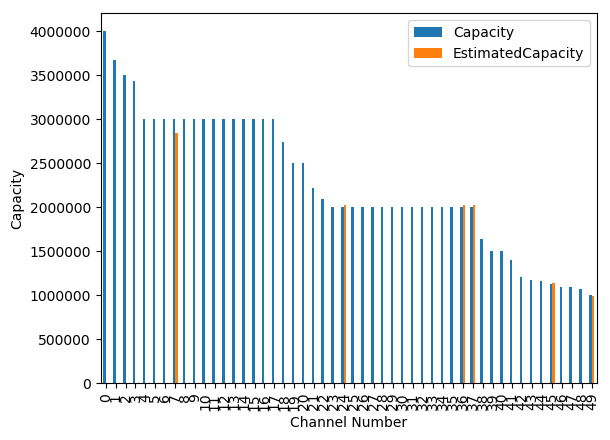 Capacity
EstimatedCapacity
4000000
3500000
3000000
2500000
2000000
1500000
1000000
500000
0
Capacity
0 1 2 3 4 5 6 7 8 9 10 11 12 13 14 15 16 17 18 19 20 21 22 23 24 25 26 27 28 29 30 31 32 33 34 35 36 37 38 39 40 41 42 43 44 45 46 47 48 49
Channel Number